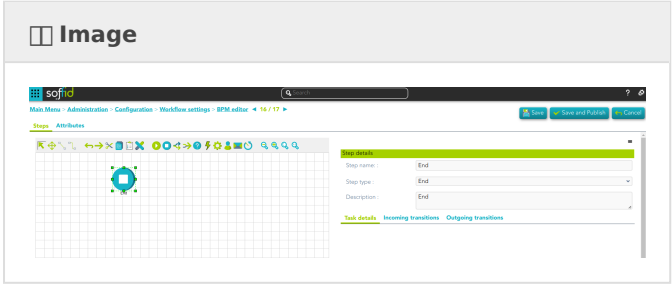 Image
soffid
Search
?
Main Menu > Administration > Configuration > Workflow settings > BPM editor ◄ 16 / 17 ►
Save
Save and Publish
Cancel
Steps Attributes
Step details
Step name : End
Step type : End
Description : End
End
Task details Incoming transitions Outgoing transitions